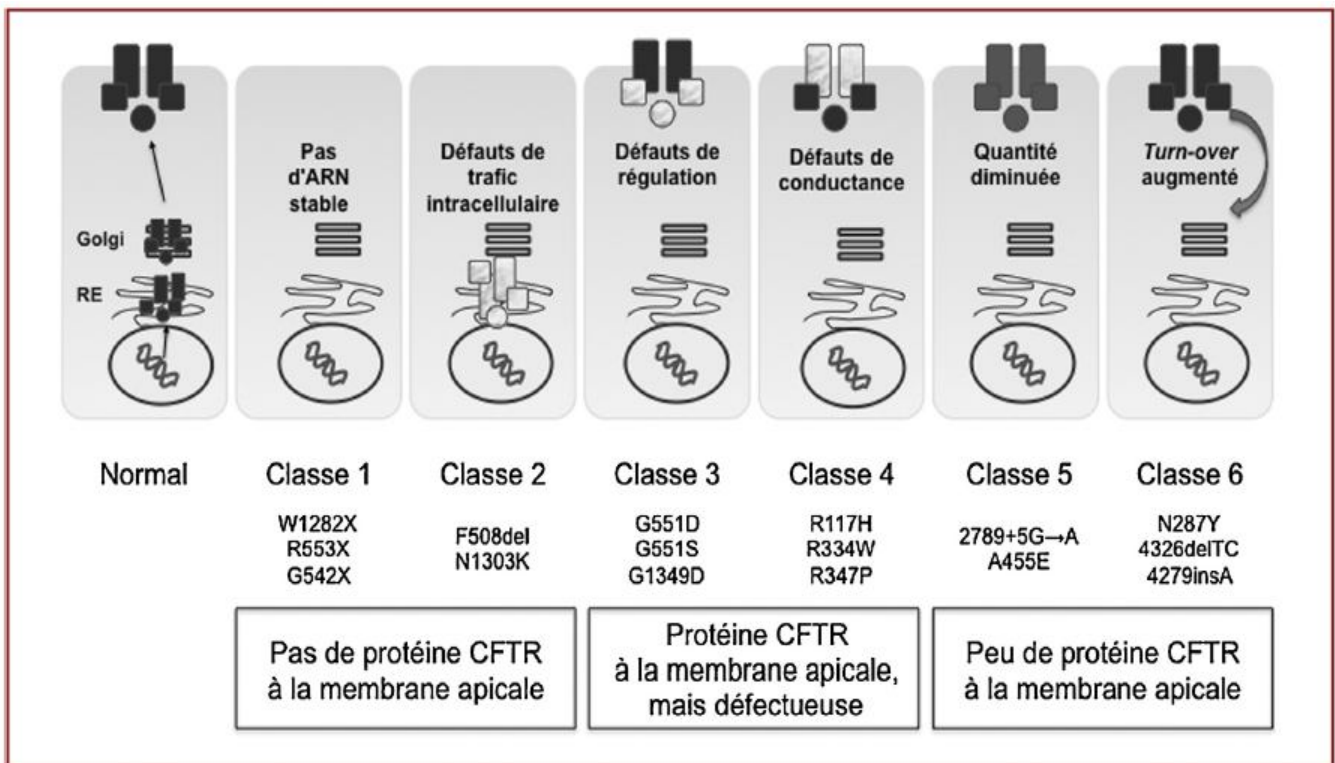 Golgi
RE
Pas
d'ARN
stable
Défauts de
trafic
intracellulaire
Défauts de
régulation
Défauts de
conductance
Quantité
diminuée
Turn-over
augmenté
Normal
Classe 1
Classe 2
Classe 3
Classe 4
Classe 5
Classe 6
W1282X
R553X
G542X
F508del
N1303K
G551D
G551S
G1349D
R117H
R334W
R347P
2789+5G→A
A455E
N287Y
4326delTC
4279insA
Pas de protéine CFTR
à la membrane apicale
Protéine CFTR
à la membrane apicale,
mais défectueuse
Peu de protéine CFTR
à la membrane apicale